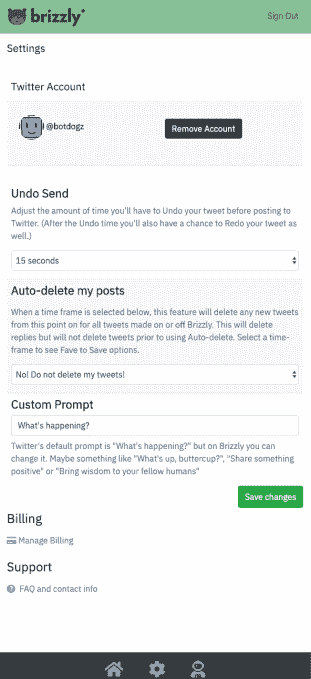 brizzly
Sign Out
Settings
Twitter Account
@botdogz
Remove Account
Undo Send
Adjust the amount of time you'll have to Undo your tweet before posting to
Twitter. (After the Undo time you'll also have a chance to Redo your tweet as
well.)
15 seconds
Auto-delete my posts
When a time frame is selected below, this feature will delete any new tweets
from this point on for all tweets made on or off Brizzly. This will delete
replies but will not delete tweets prior to using Auto-delete. Select a time-
frame to see Fave to Save options.
No! Do not delete my tweets!
Custom Prompt
What's happening?
Twitter's default prompt is "What's happening?" but on Brizzly you can
change it. Maybe something like "What's up, buttercup?", "Share something
positive" or "Bring wisdom to your fellow humans"
Save changes
Billing
Manage Billing
Support
FAQ and contact info